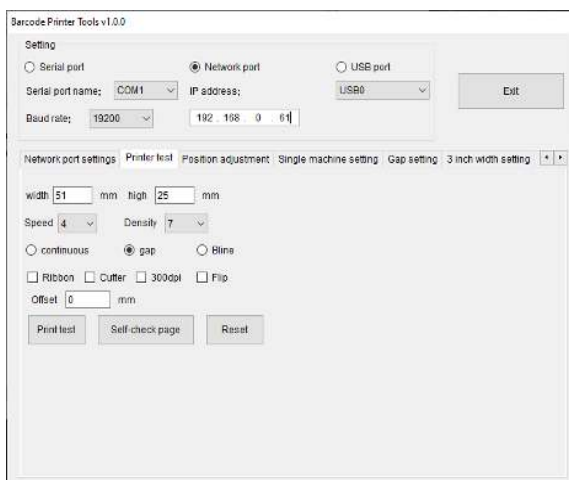 Barcode Printer Tools v1.0.0
Setting
Serial port Network port USB port
Serial port name: COM1 IP address: USB0 Exit
Baud rate: 19200 192 . 168 . 0 . 61
Network port settings Printer test Position adjustment Single machine setting Gap setting 3 inch width setting
width 51 mm high 25 mm
Speed 4 Density 7
continuous gap Bline
Ribbon Cutter 300dpi Flip
Offset 0 mm
Print test Self-check page Reset